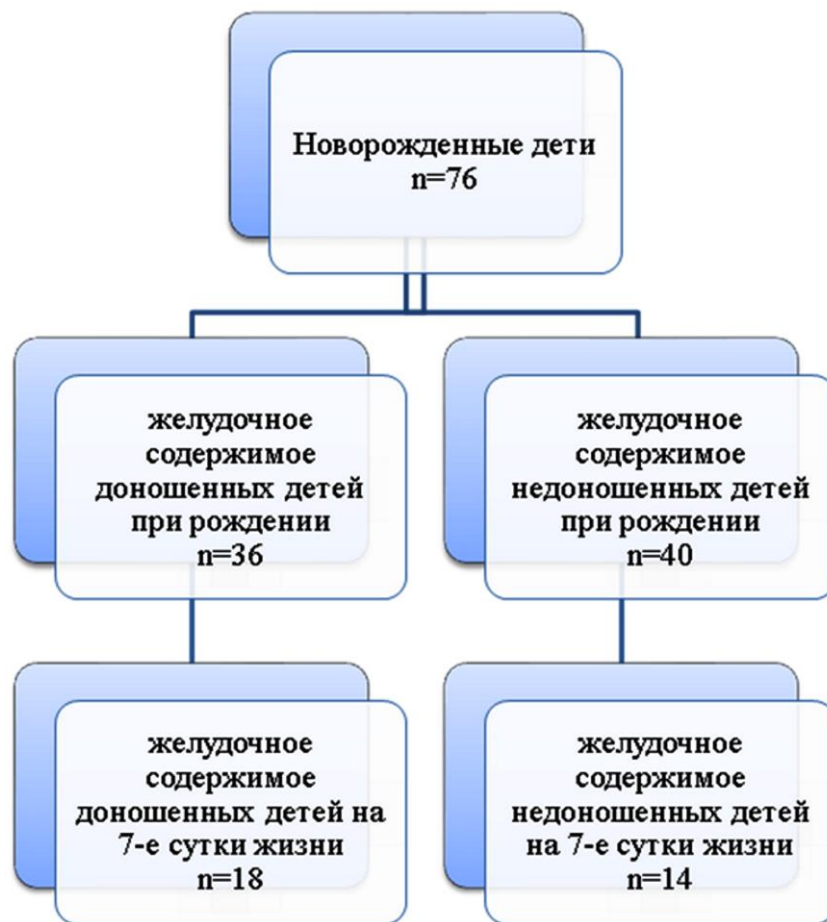 Новорожденные дети
n=76
желудочное
содержимое
доношенных детей
при рождении
n=36
желудочное
содержимое
недоношенных детей
при рождении
n=40
желудочное
содержимое
доношенных детей на
7-е сутки жизни
n=18
желудочное
содержимое
недоношенных детей
на 7-е сутки жизни
n=14